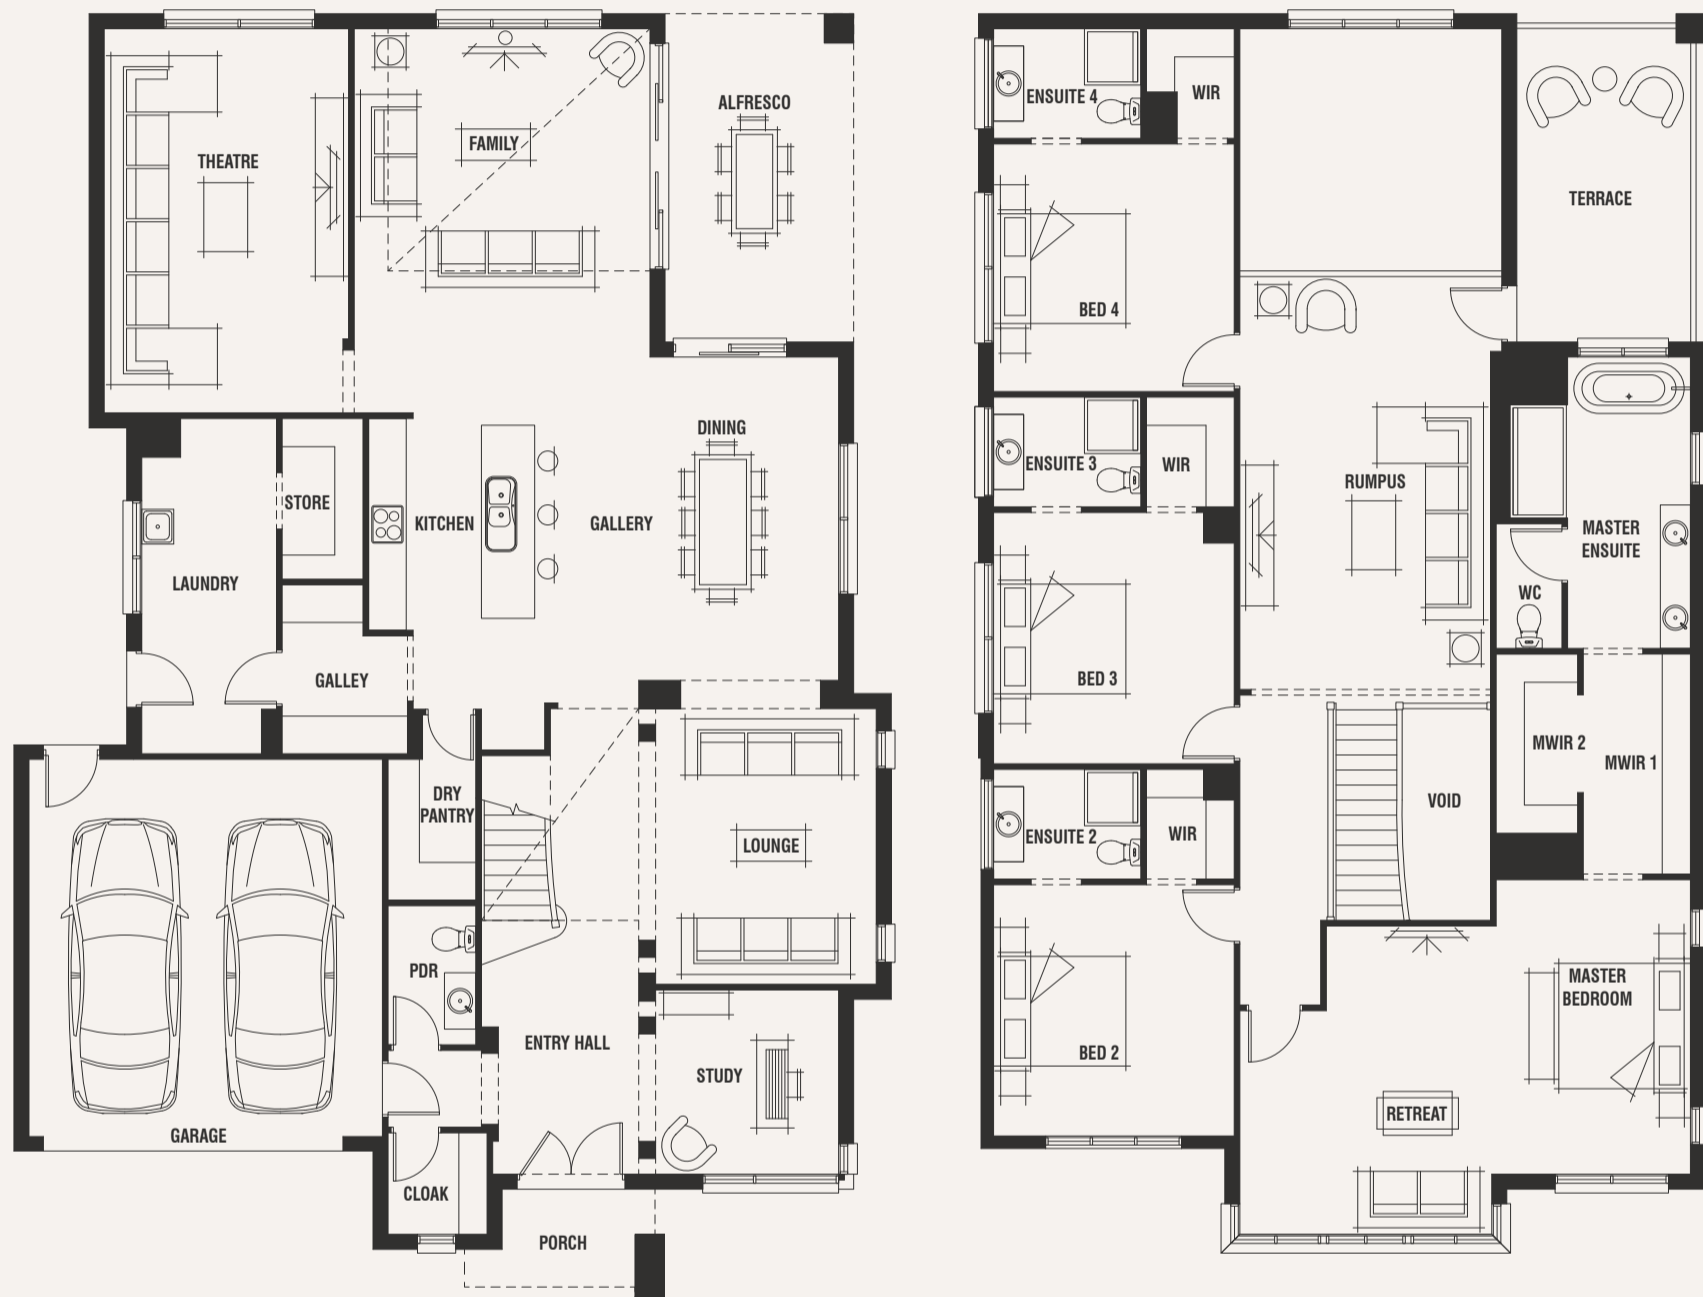 ALFRESCO
FAMILY
THEATRE
DINING
STORE
KITCHEN
GALLERY
LAUNDRY
GALLEY
DRY
PANTRY
LOUNGE
PDR
ENTRY HALL
STUDY
GARAGE
CLOAK
PORCH
ENSUITE 4
WIR
TERRACE
BED 4
ENSUITE 3
WIR
RUMPUS
MASTER
ENSUITE
WC
BED 3
MWIR 2
MWIR 1
VOID
ENSUITE 2
WIR
MASTER
BEDROOM
BED 2
RETREAT